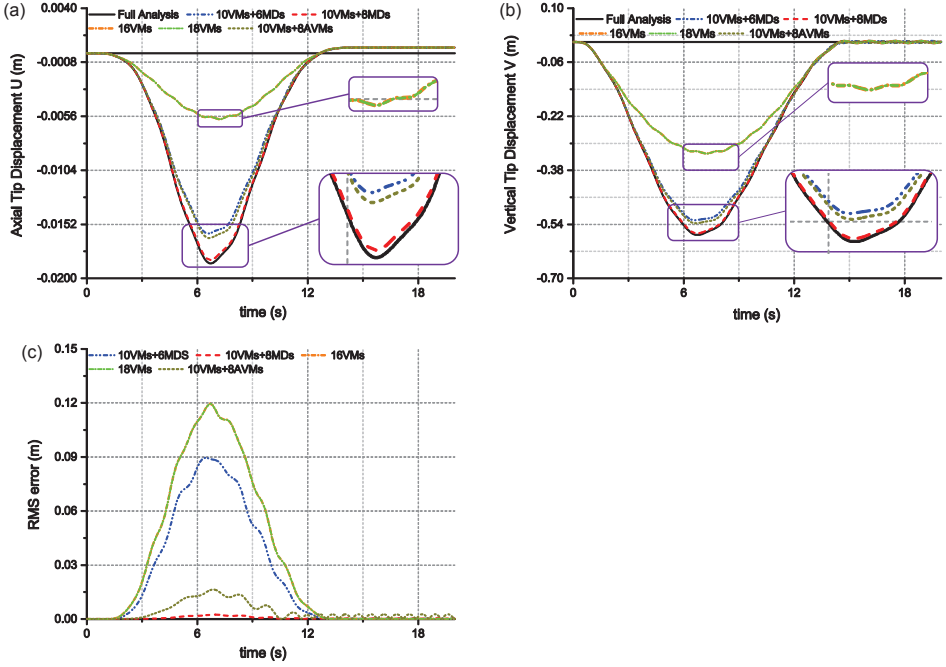 (a)
Full Analysis 10VMs+6MDs 10VMs+8MDs
16VMs 18VMs 10VMs+8AVMs
Axial Tip Displacement U (m)
0.0040
-0.0008
-0.0056
-0.0104
-0.0152
-0.0200
0 6 12 18
time (s)
(b)
Full Analysis 10VMs+6MDs 10VMs+8MDs
16VMs 18VMs 10VMs+8AVMs
Vertical Tip Displacement V (m)
0.10
-0.06
-0.22
-0.38
-0.54
-0.70
0 6 12 18
time (s)
(c)
10VMs+6MDS 10VMs+8MDs 16VMs
18VMs 10VMs+8AVMs
RMS error (m)
0.15
0.12
0.09
0.06
0.03
0.00
0 6 12 18
time (s)